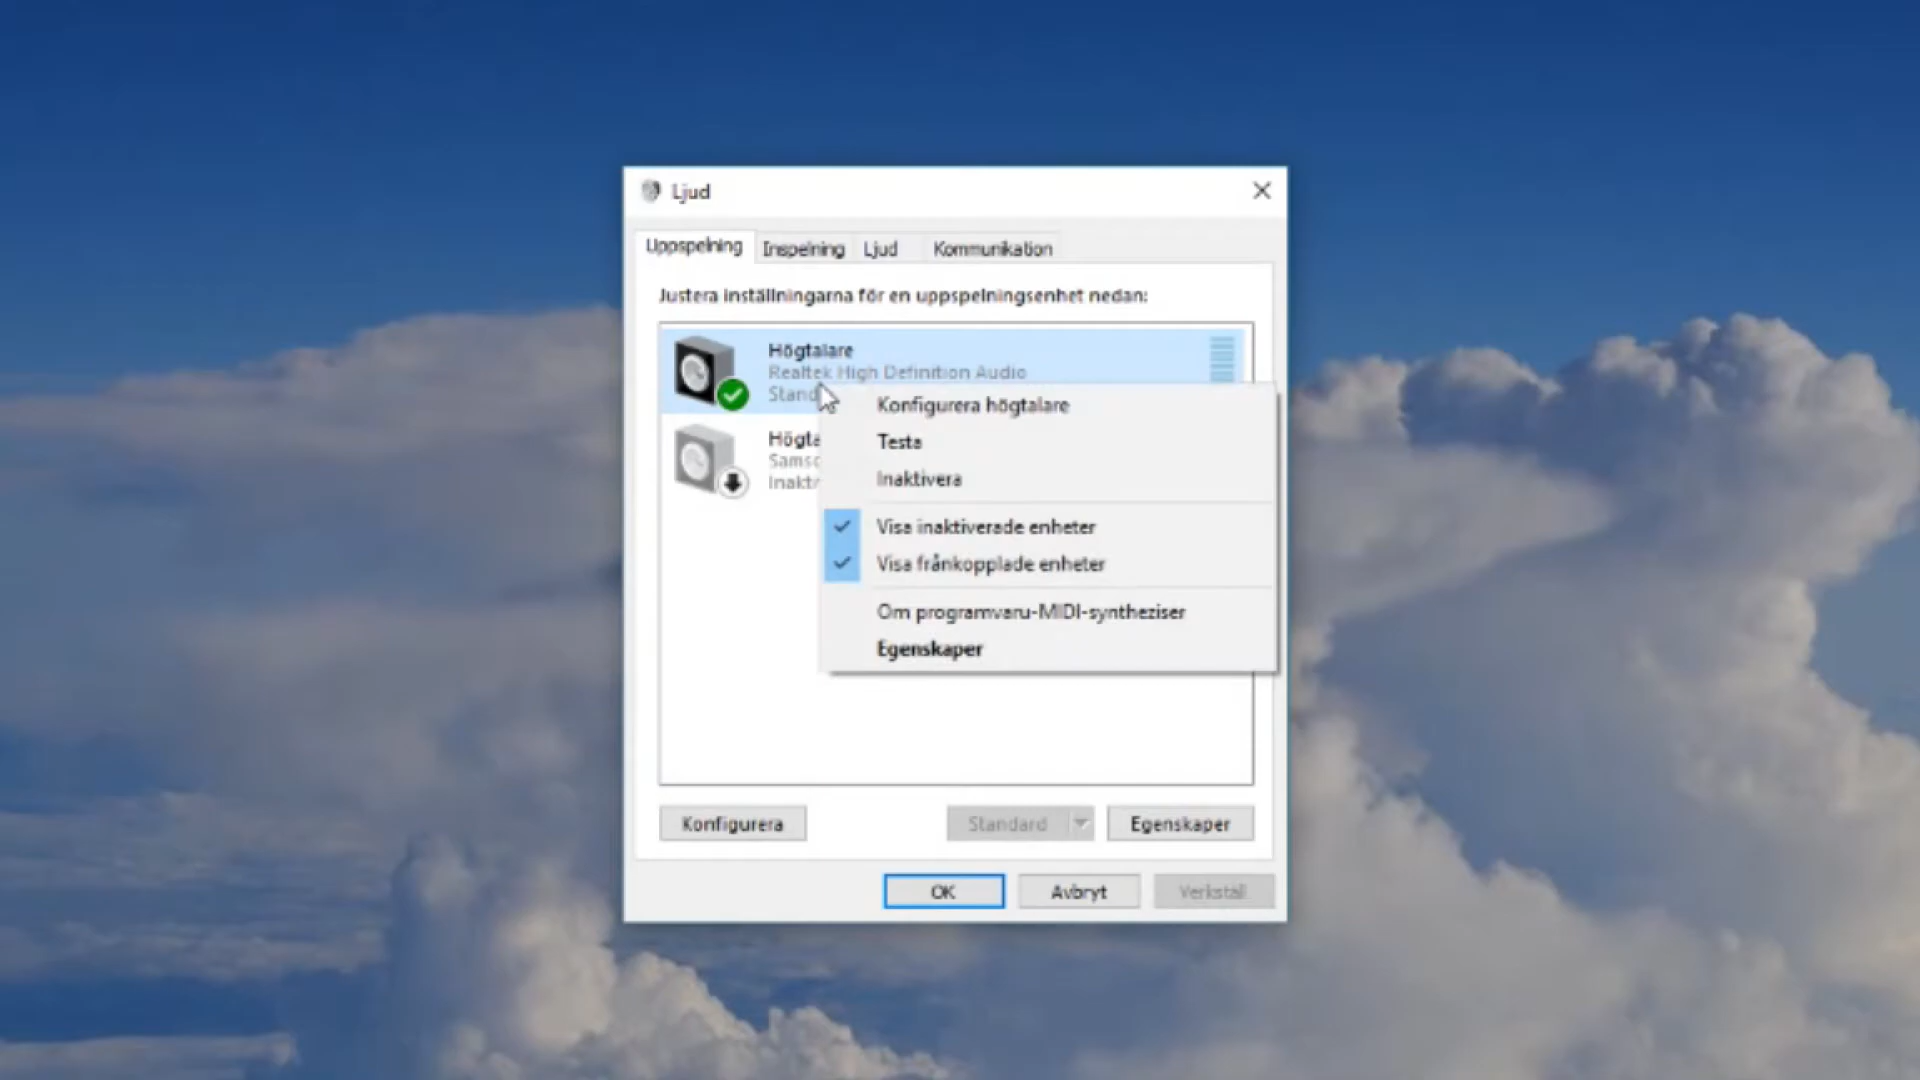 Ljud
Uppspelning Inspelning Ljud Kommunikation
Justera inställningarna för en uppspelningsenhet nedan:
Högtalare
Realtek High Definition Audio
Konfigurera högtalare
Testa
Inaktivera
Visa inaktiverade enheter
Visa frånkopplade enheter
Om programvaru-MIDI-syntheziser
Egenskaper
Konfigurera Standard Egenskaper
OK Avbryt Verkställ